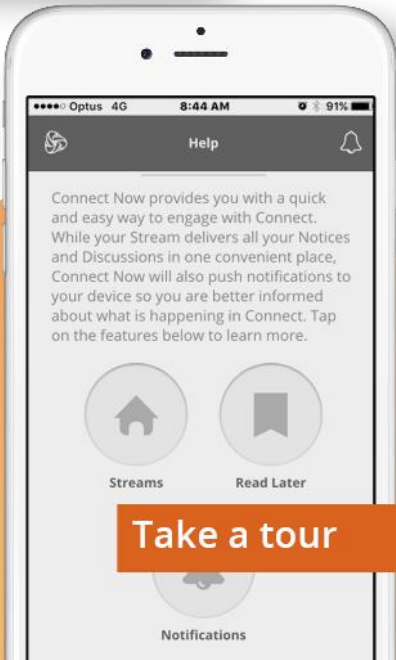 Optus 4G 8:44 AM 91%
Help
Connect Now provides you with a quick
and easy way to engage with Connect.
While your Stream delivers all your Notices
and Discussions in one convenient place,
Connect Now will also push notifications to
your device so you are better informed
about what is happening in Connect. Tap
on the features below to learn more.
Streams Read Later
Take a tour
Notifications